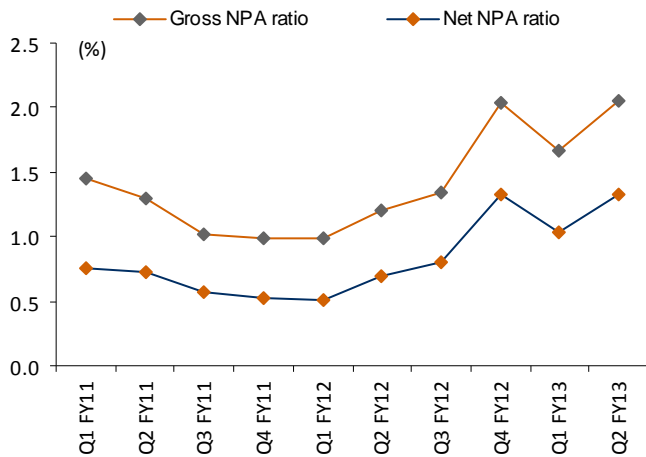 Gross NPA ratio
Net NPA ratio
(%)
2.5
2.0
1.5
1.0
0.5
0.0
Q1 FY11
Q2 FY11
Q3 FY11
Q4 FY11
Q1 FY12
Q2 FY12
Q3 FY12
Q4 FY12
Q1 FY13
Q2 FY13